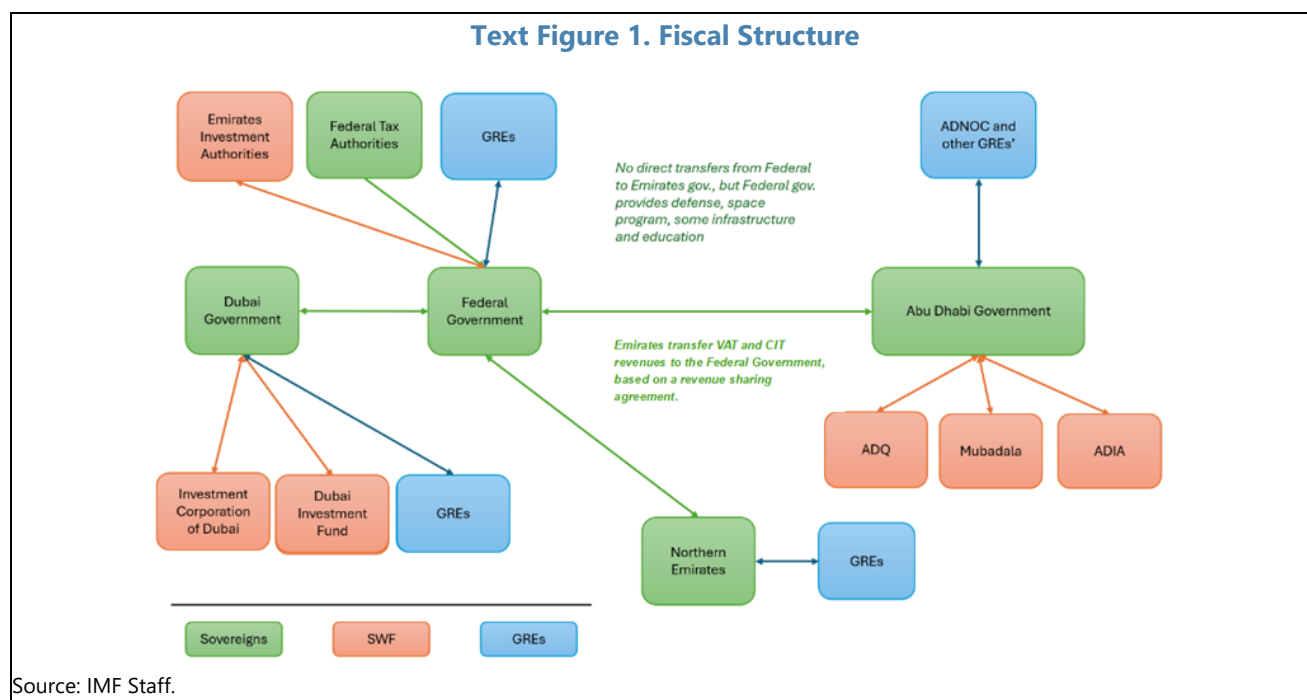 Text Figure 1. Fiscal Structure
Emirates
Investment
Authorities
Federal Tax
Authorities
GREs
ADNOC and
other GREs'
No direct transfers from Federal
to Emirates gov., but Federal gov.
provides defense, space
program, some infrastructure
and education
Dubai
Government
Federal
Government
Abu Dhabi Government
Emirates transfer VAT and CIT
revenues to the Federal Government,
based on a revenue sharing
agreement.
ADQ
Mubadala
ADIA
Investment
Corporation
of Dubai
Dubai
Investment
Fund
GREs
Northern
Emirates
GREs
Sovereigns
SWF
GREs
Source: IMF Staff.